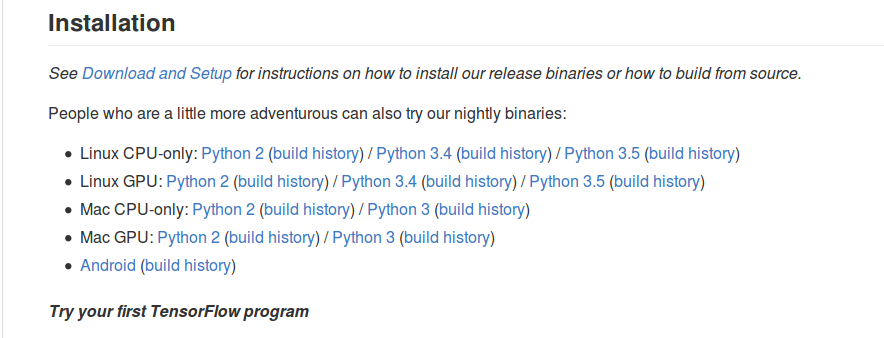 Installation
See Download and Setup for instructions on how to install our release binaries or how to build from source.
People who are a little more adventurous can also try our nightly binaries:
• Linux CPU-only: Python 2 (build history) / Python 3.4 (build history) / Python 3.5 (build history)
• Linux GPU: Python 2 (build history) / Python 3.4 (build history) / Python 3.5 (build history)
• Mac CPU-only: Python 2 (build history) / Python 3 (build history)
• Mac GPU: Python 2 (build history) / Python 3 (build history)
• Android (build history)
Try your first TensorFlow program